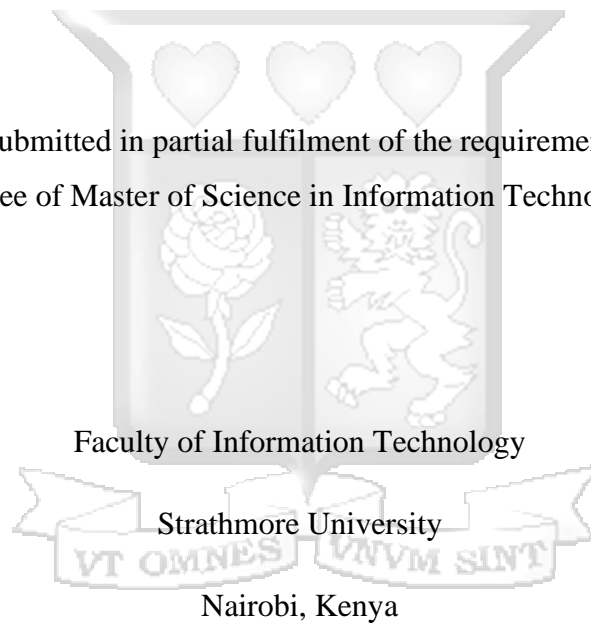 ubmitted in partial fulfilment of the requiremen
ee of Master of Science in Information Techno
Faculty of Information Technology
Strathmore University
VT OMNES VNVM SINT
Nairobi, Kenya